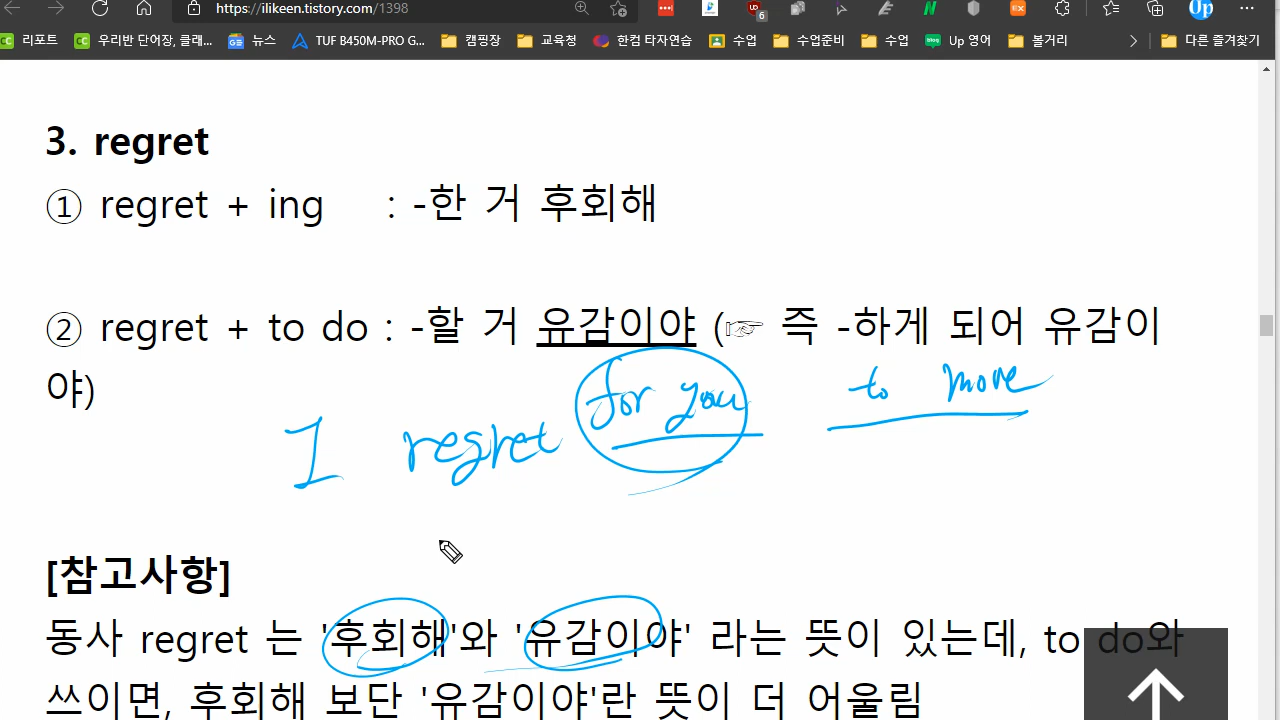 https://ilikeen.tistory.com/1398
리포트 우리반 단어장, 클래... 뉴스 TUF B450M-PRO G... 캠핑장 교육청 한컴 타자연습 수업 수업준비 수업 Up 영어 볼거리 다른 즐겨찾기
3. regret
① regret + ing : -한 거 후회해
② regret + to do : -할 거 유감이야 (☞ 즉 -하게 되어 유감이
야)
I regret for you to move
[참고사항]
동사 regret 는 '후회해'와 '유감이야' 라는 뜻이 있는데, to do와
쓰이면, 후회해 보단 '유감이야'란 뜻이 더 어울림